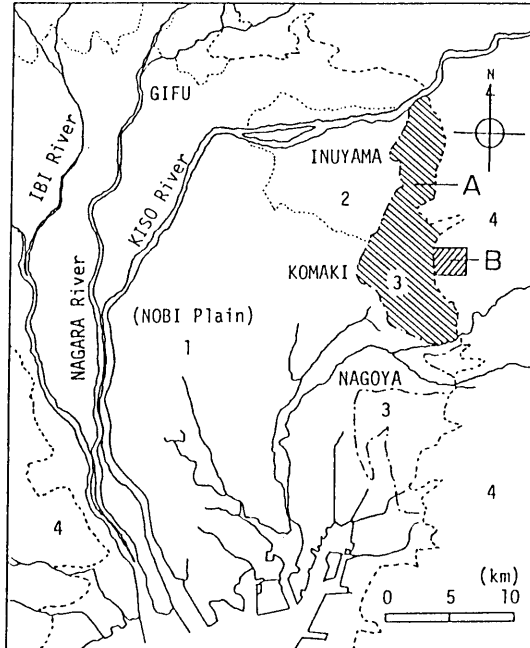 N
GIFU
IBI River
KISO River
INUYAMA
A
2
4
B
KOMAKI
3
NAGARA River
(NOBI Plain)
1
NAGOYA
3
4
4
(km)
0 5 10